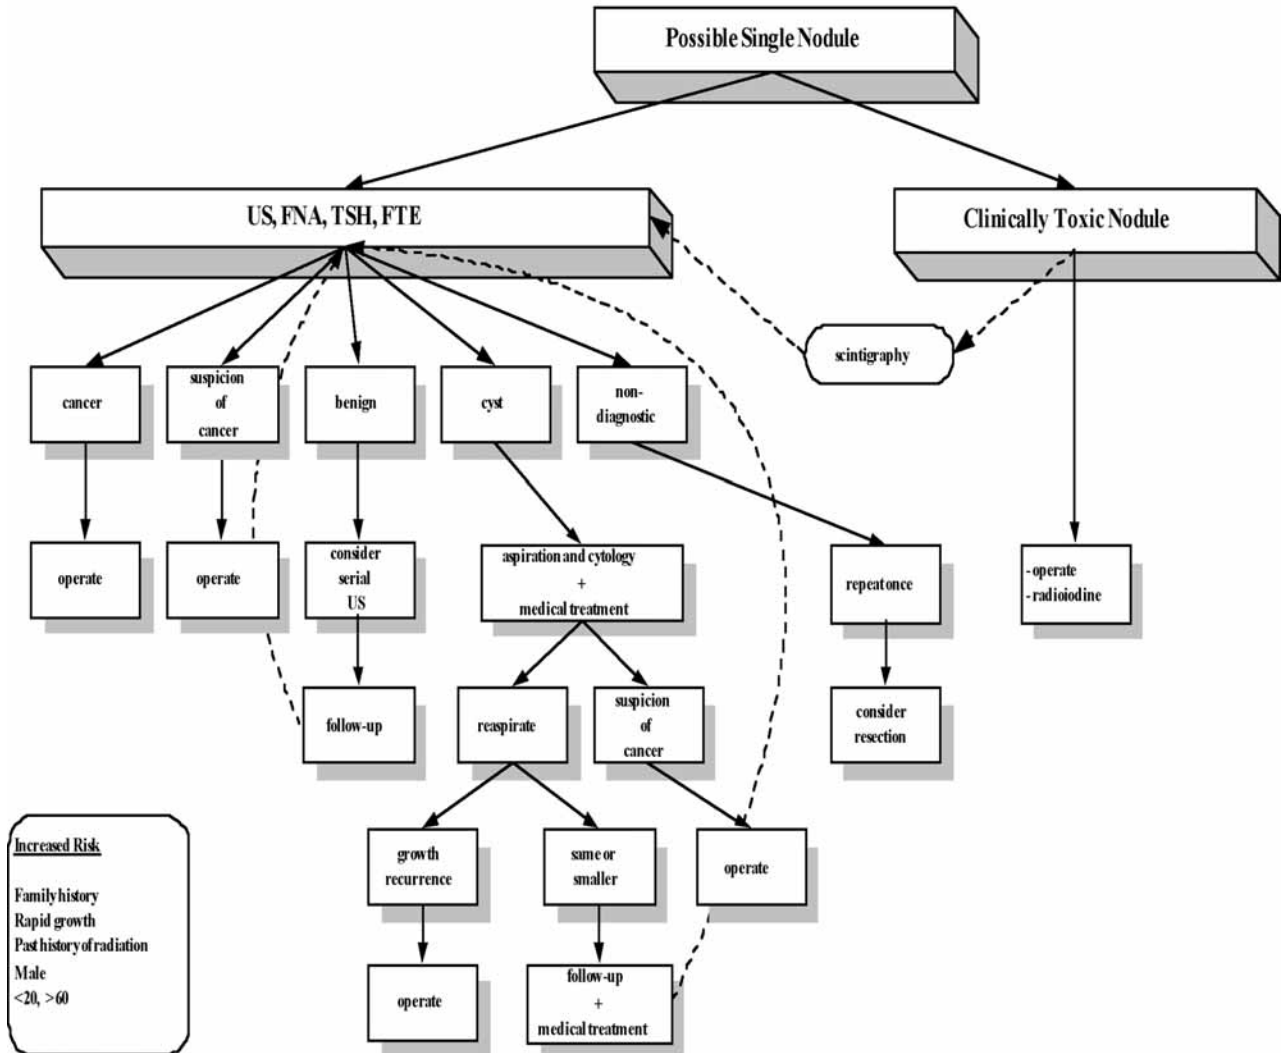 Possible Single Nodule
US, FNA, TSH, FTE
Clinically Toxic Nodule
scintigraphy
cancer
suspicion
of
cancer
benign
cyst
non-
diagnostic
operate
operate
consider
serial
US
aspiration and cytology
+
medical treatment
repeat once
- operate
- radioiodine
follow-up
reaspirate
suspicion
of
cancer
consider
resection
growth
recurrence
same or
smaller
operate
operate
follow-up
+
medical treatment
Increased Risk
Family history
Rapid growth
Past history of radiation
Male
<20, >60